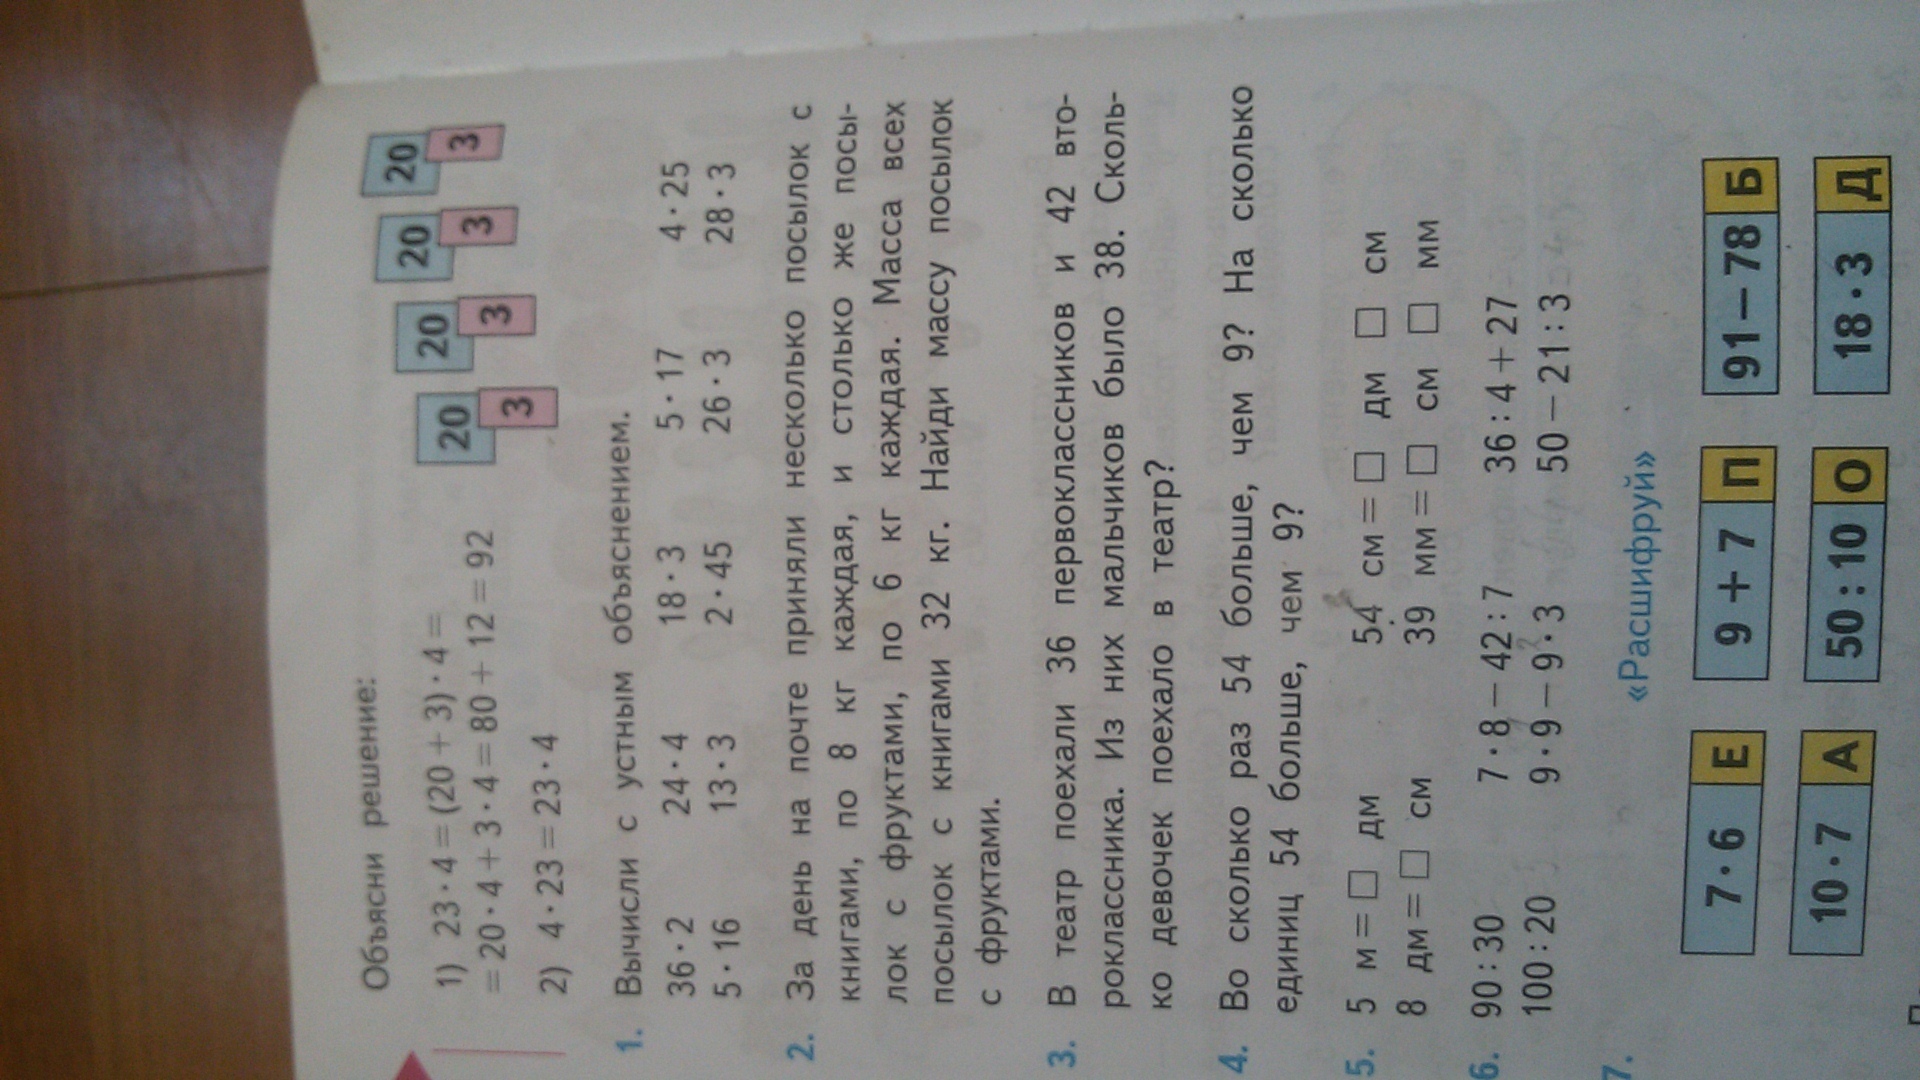 Объясни решение:
20 20 20 20
3 3 3 3
1) 23 · 4 = (20 + 3) · 4 =
= 20 · 4 + 3 · 4 = 80 + 12 = 92
2) 4 · 23 = 23 · 4
1. Вычисли с устным объяснением.
36 · 2 24 · 4 18 · 3 5 · 17 4 · 25
5 · 16 13 · 3 2 · 45 26 · 3 28 · 3
2. За день на почте приняли несколько посылок с
книгами, по 8 кг каждая, и столько же посы-
лок с фруктами, по 6 кг каждая. Масса всех
посылок с книгами 32 кг. Найди массу посылок
с фруктами.
3. В театр поехали 36 первоклассников и 42 вто-
роклассника. Из них мальчиков было 38. Сколь-
ко девочек поехало в театр?
4. Во сколько раз 54 больше, чем 9? На сколько
единиц 54 больше, чем 9?
5. 5 м = □ дм 54 см = □ дм □ см
8 дм = □ см 39 мм = □ см □ мм
6. 90 : 30 7 · 8 − 42 : 7 36 : 4 + 27
100 : 20 9 · 9 − 9 · 3 50 − 21 : 3
7. «Расшифруй»
7 · 6 Е 9 + 7 П 91 − 78 Б
10 · 7 А 50 : 10 О 18 · 3 Д